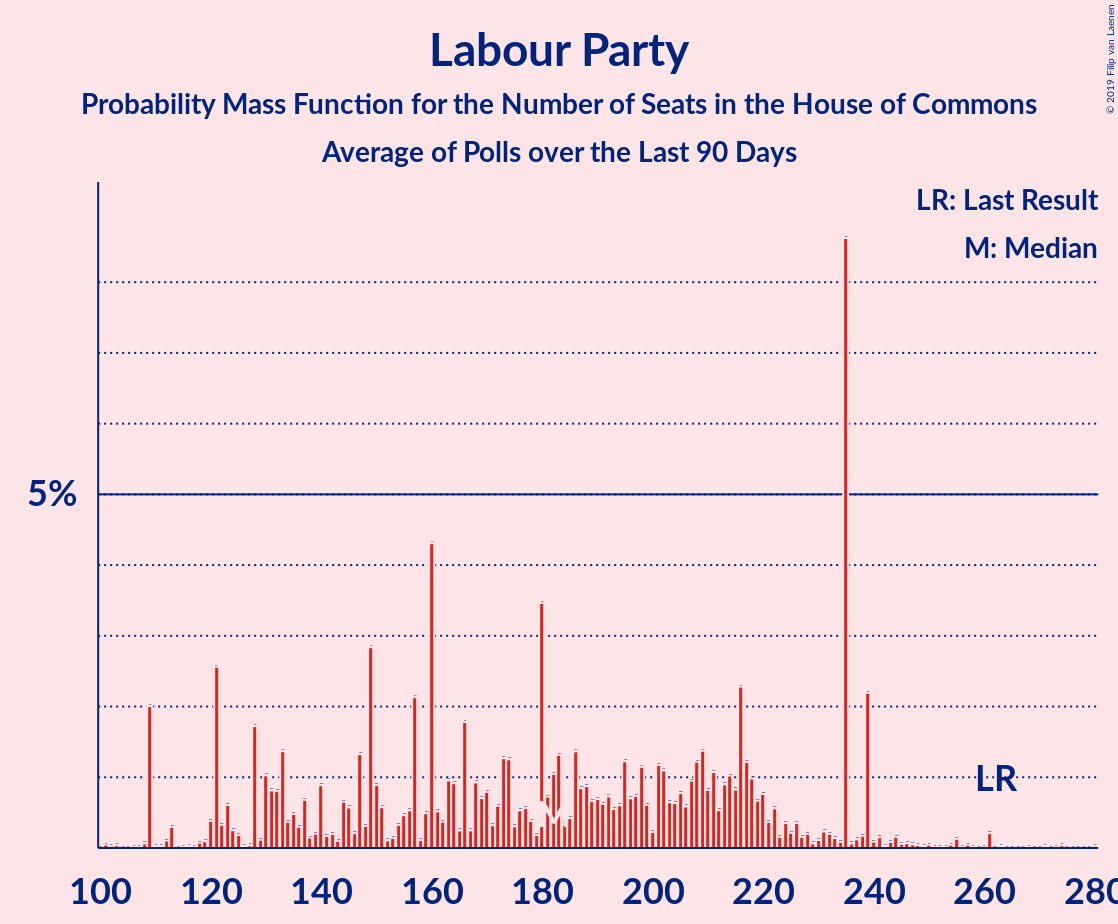 Labour Party
Probability Mass Function for the Number of Seats in the House of Commons
Average of Polls over the Last 90 Days
© 2019 Filip van Laenen
LR: Last Result
M: Median
5%
LR
M
100 120 140 160 180 200 220 240 260 280